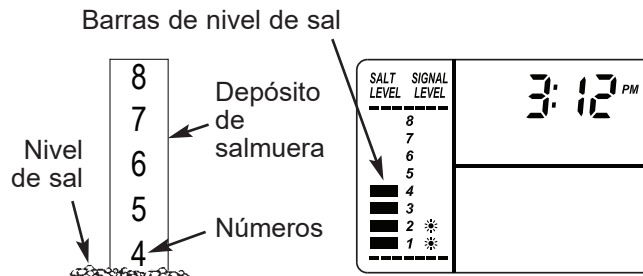 Barras de nivel de sal
8
7
6
5
4
Depósito
de
salmuera
Nivel
de sal
Números
SALT LEVEL SIGNAL LEVEL
8
7
6
5
4
3
2
1
3:12 PM